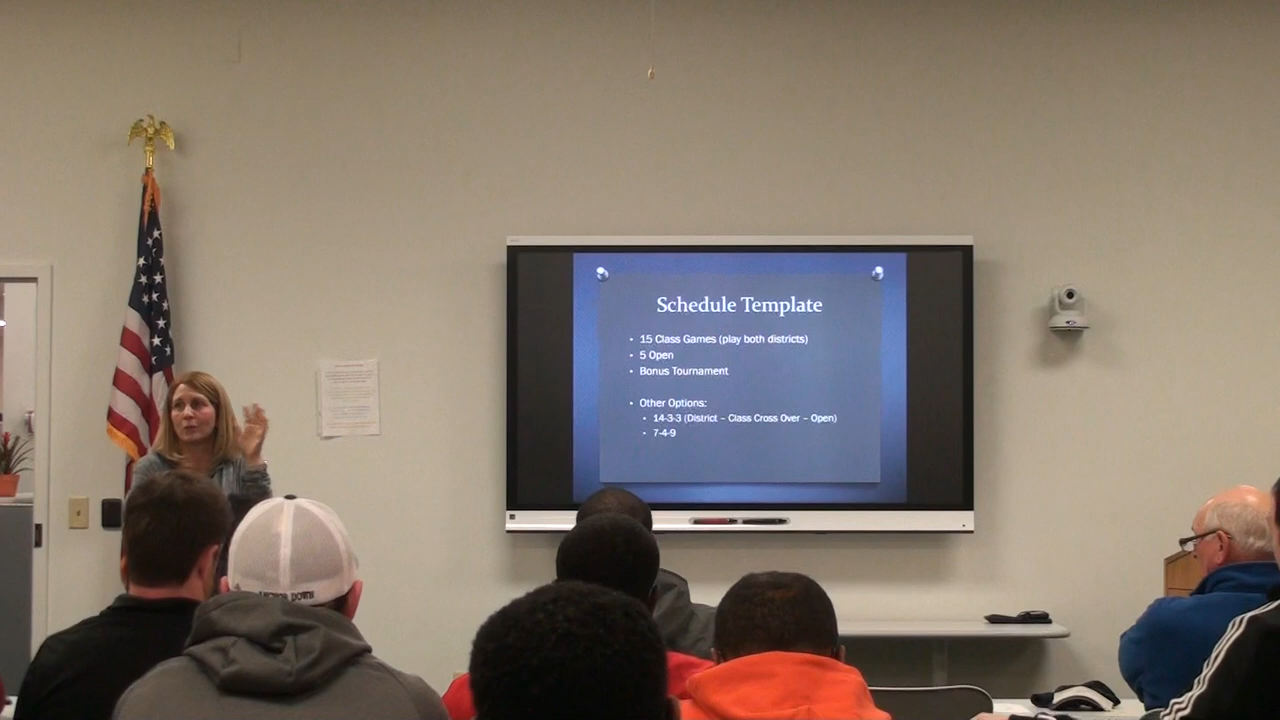 Schedule Template
• 15 Class Games (play both districts)
• 5 Open
• Bonus Tournament
• Other Options:
• 14-3-3 (District – Class Cross Over – Open)
• 7-4-9
DOWN